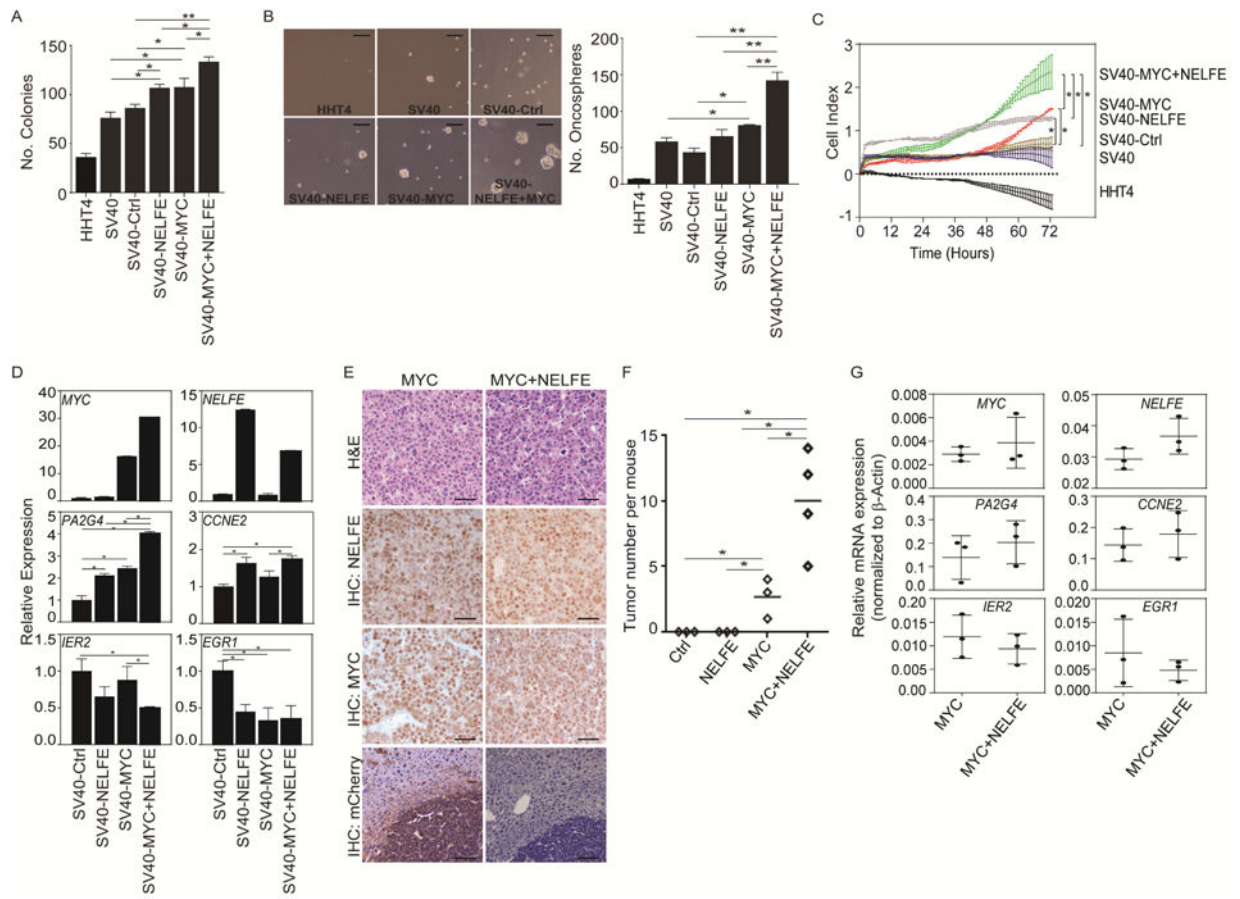 A
No. Colonies
150
100
50
0
HHT4
SV40
SV40-Ctrl
SV40-NELFE
SV40-MYC
SV40-MYC+NELFE
**
*
*
*
*
*
*
B
HHT4
SV40
SV40-Ctrl
SV40-NELFE
SV40-MYC
SV40-
NELFE+MYC
No. Oncospheres
200
150
100
50
0
HHT4
SV40
SV40-Ctrl
SV40-NELFE
SV40-MYC
SV40-MYC+NELFE
**
**
**
*
*
C
Cell Index
3
2
1
0
-1
0 12 24 36 48 60 72
Time (Hours)
SV40-MYC+NELFE
SV40-MYC
SV40-NELFE
SV40-Ctrl
SV40
HHT4
* * *
* *
D
Relative Expression
MYC
40
30
20
10
0
NELFE
15
10
5
0
PA2G4
5
4
3
2
1
0
CCNE2
3
2
1
0
IER2
1.5
1.0
0.5
0.0
EGR1
1.5
1.0
0.5
0.0
SV40-Ctrl
SV40-NELFE
SV40-MYC
SV40-MYC+NELFE
SV40-Ctrl
SV40-NELFE
SV40-MYC
SV40-MYC+NELFE
E
MYC
MYC+NELFE
H&E
IHC: NELFE
IHC: MYC
IHC: mCherry
F
Tumor number per mouse
15
10
5
0
Ctrl
NELFE
MYC
MYC+NELFE
*
*
*
*
*
G
Relative mRNA expression
(normalized to β-Actin)
MYC
0.008
0.006
0.004
0.002
0.000
NELFE
0.05
0.04
0.03
0.02
PA2G4
0.4
0.3
0.2
0.1
0.0
CCNE2
0.3
0.2
0.1
0.0
IER2
0.20
0.015
0.010
0.005
0.000
EGR1
0.020
0.015
0.010
0.005
0.000
MYC
MYC+NELFE
MYC
MYC+NELFE